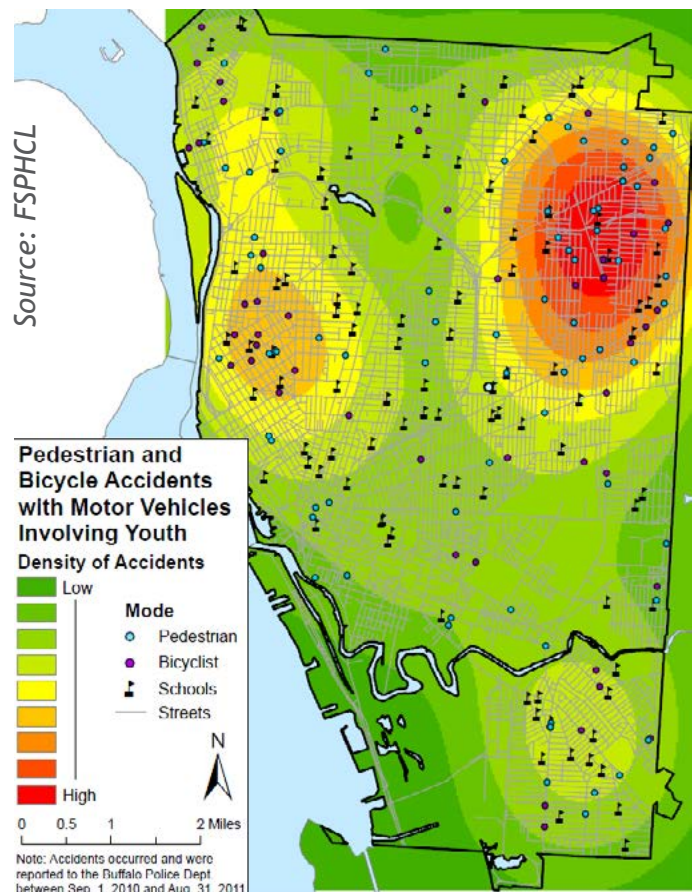 Source: FSPHCL
Pedestrian and
Bicycle Accidents
with Motor Vehicles
Involving Youth
Density of Accidents
Low
High
Mode
Pedestrian
Bicyclist
Schools
Streets
N
0 0.5 1 2 Miles
Note: Accidents occurred and were
reported to the Buffalo Police Dept.
between Sep. 1, 2010 and Aug. 31, 2011